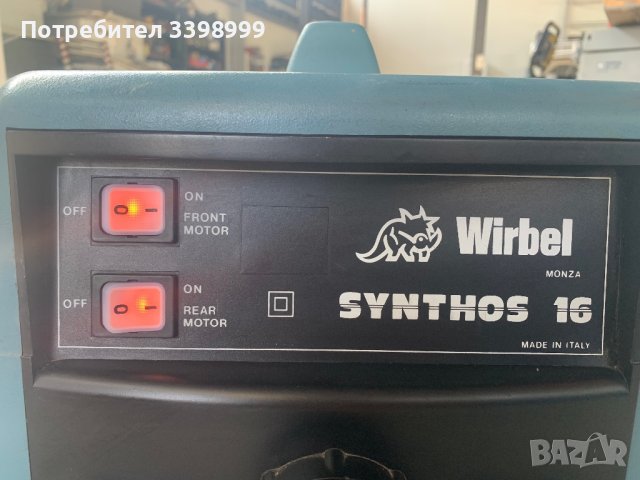 Потребител 3398999
OFF
ON
FRONT
MOTOR
O I
OFF
ON
REAR
MOTOR
O I
Wirbel
MONZA
SYNTHOS 16
MADE IN ITALY
BAZAR